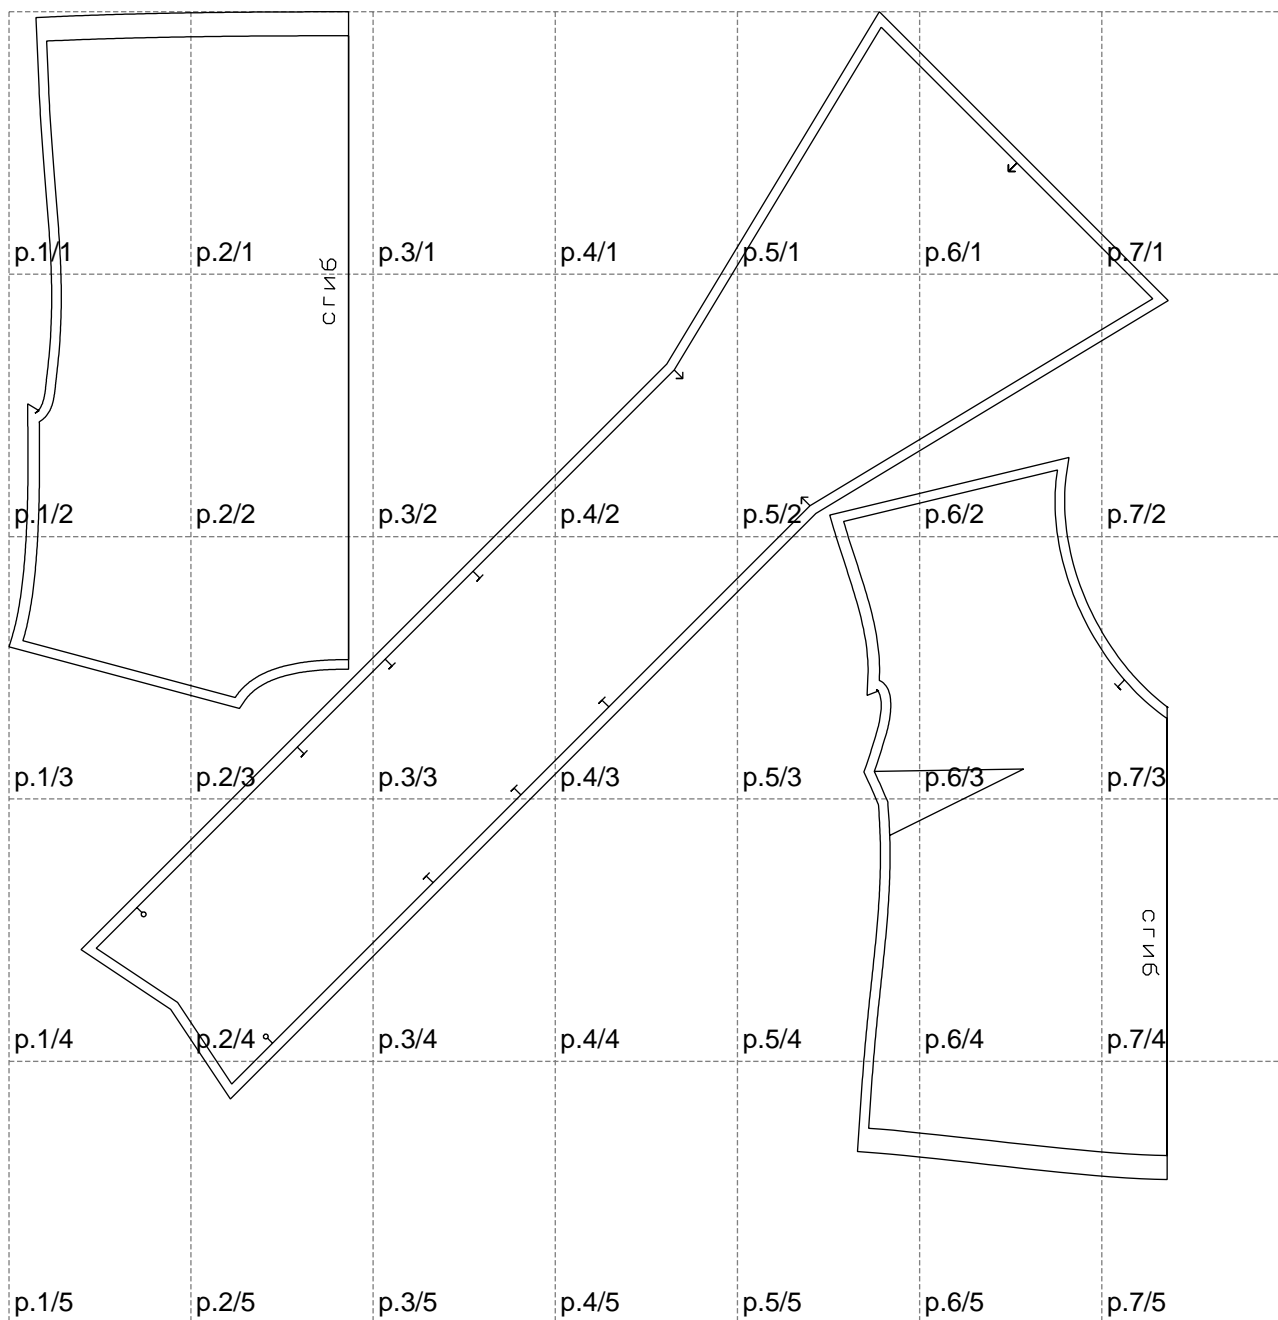 p.1/1 p.2/1 p.3/1 p.4/1 p.5/1 p.6/1 p.7/1
сгиб
p.1/2 p.2/2 p.3/2 p.4/2 p.5/2 p.6/2 p.7/2
p.1/3 p.2/3 p.3/3 p.4/3 p.5/3 p.6/3 p.7/3
сгиб
p.1/4 p.2/4 p.3/4 p.4/4 p.5/4 p.6/4 p.7/4
p.1/5 p.2/5 p.3/5 p.4/5 p.5/5 p.6/5 p.7/5